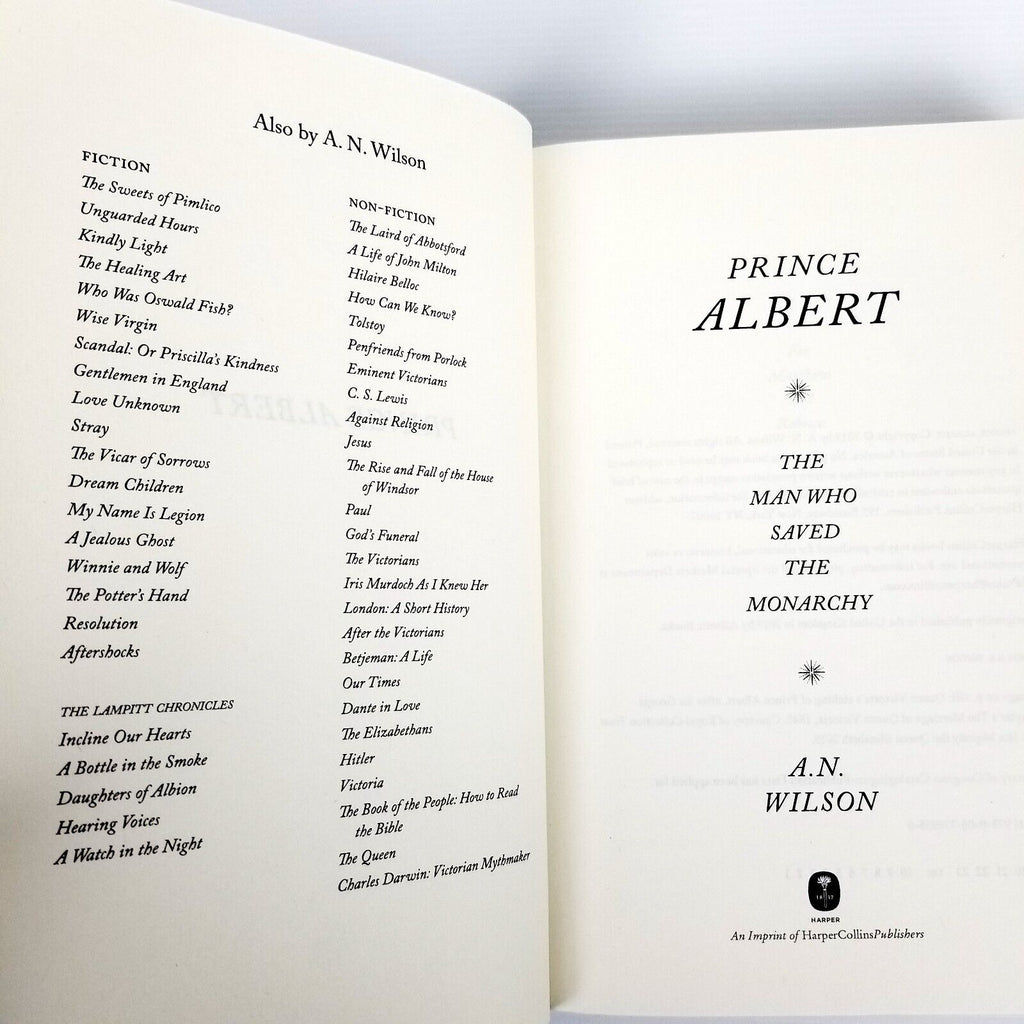 Also by A. N. Wilson
FICTION
The Sweets of Pimlico
Unguarded Hours
Kindly Light
The Healing Art
Who Was Oswald Fish?
Wise Virgin
Scandal: Or Priscilla's Kindness
Gentlemen in England
Love Unknown
Stray
The Vicar of Sorrows
Dream Children
My Name Is Legion
A Jealous Ghost
Winnie and Wolf
The Potter's Hand
Resolution
Aftershocks
THE LAMPITT CHRONICLES
Incline Our Hearts
A Bottle in the Smoke
Daughters of Albion
Hearing Voices
A Watch in the Night
NON-FICTION
The Laird of Abbotsford
A Life of John Milton
Hilaire Belloc
How Can We Know?
Tolstoy
Penfriends from Porlock
Eminent Victorians
C. S. Lewis
Against Religion
Jesus
The Rise and Fall of the House
of Windsor
Paul
God's Funeral
The Victorians
Iris Murdoch As I Knew Her
London: A Short History
After the Victorians
Betjeman: A Life
Our Times
Dante in Love
The Elizabethans
Hitler
Victoria
The Book of the People: How to Read
the Bible
The Queen
Charles Darwin: Victorian Mythmaker
PRINCE
ALBERT
THE
MAN WHO
SAVED
THE
MONARCHY
A.N.
WILSON
1817
HARPER
An Imprint of HarperCollinsPublishers